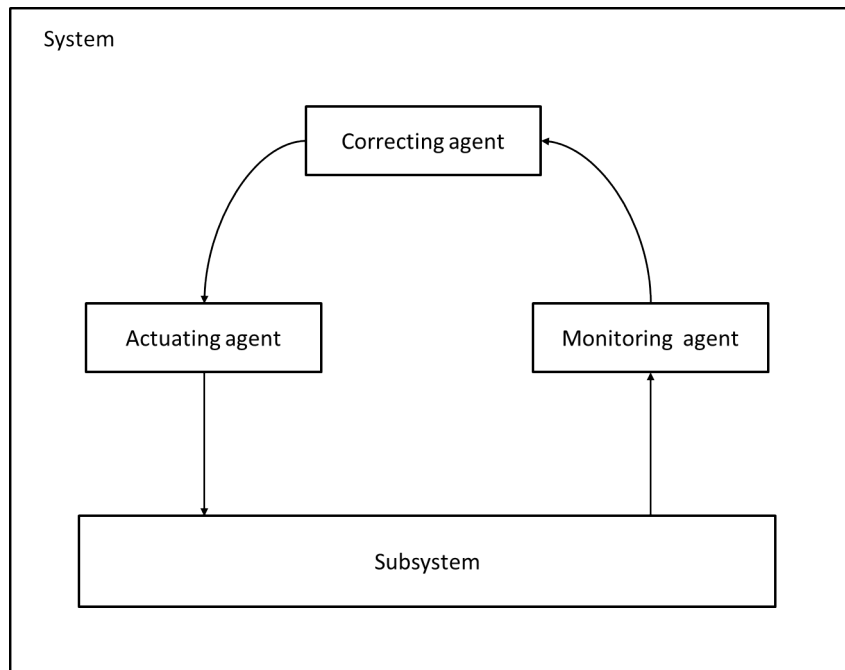 System
Correcting agent
Actuating agent
Monitoring agent
Subsystem